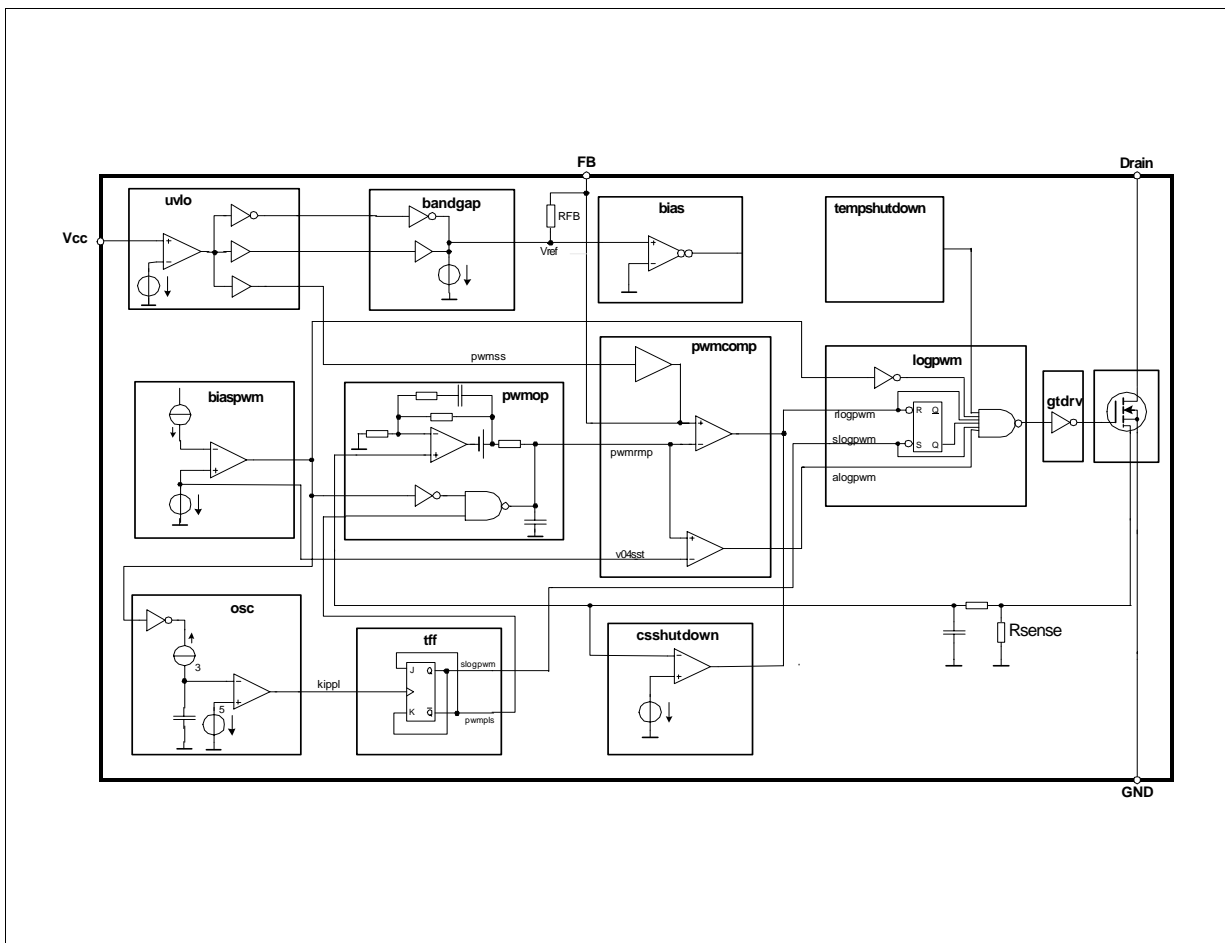 FB
Drain
uvlo
bandgap
RFB
bias
tempshutdown
Vcc
Vref
pwmss
pwmcomp
logpwm
biaspwm
pwmop
gtdrv
rlogpwm
R Q
slogpwm
pwmrmp
S Q
alogpwm
v04sst
osc
tff
csshutdown
Rsense
3
J Q
slogpwm
kippl
5
K Q
pwmpls
GND